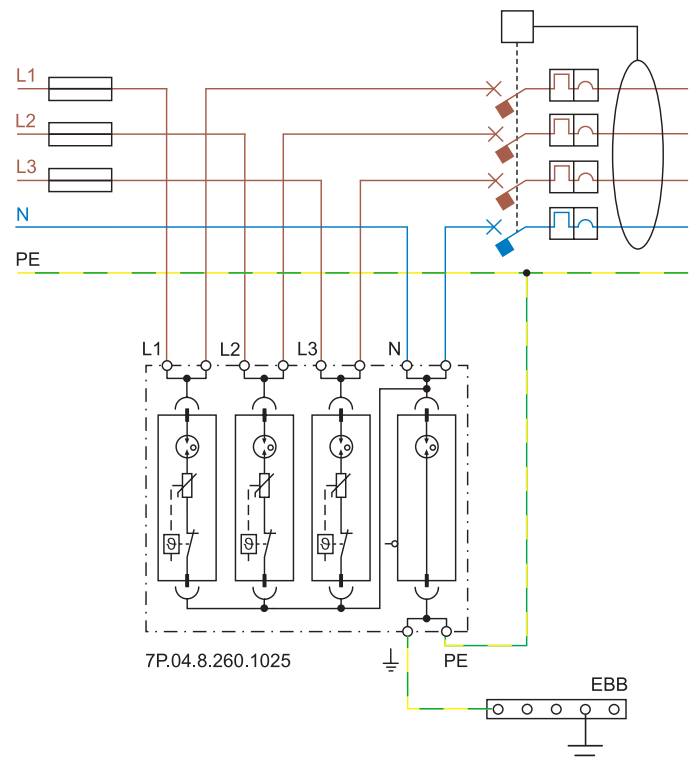 L1
L2
L3
N
PE
L1 L2 L3 N
ϑ ϑ ϑ
7P.04.8.260.1025
PE
EBB